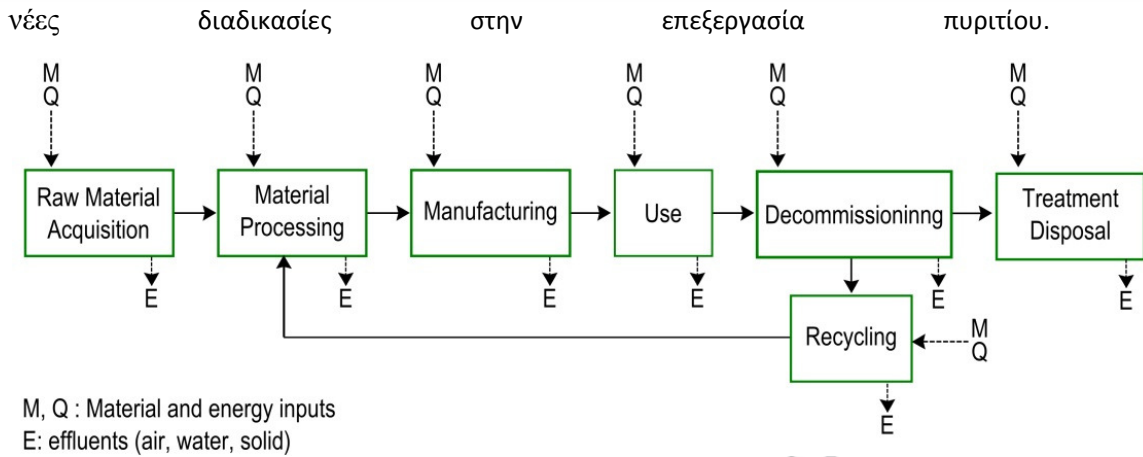 νέες διαδικασίες στην επεξεργασία πυριτίου.
M M M M M M
Q Q Q Q Q Q
Raw Material
Acquisition
Material
Processing
Manufacturing
Use
Decommissioninng
Treatment
Disposal
E E E E E E
Recycling
M
Q
E
M, Q : Material and energy inputs
E: effluents (air, water, solid)